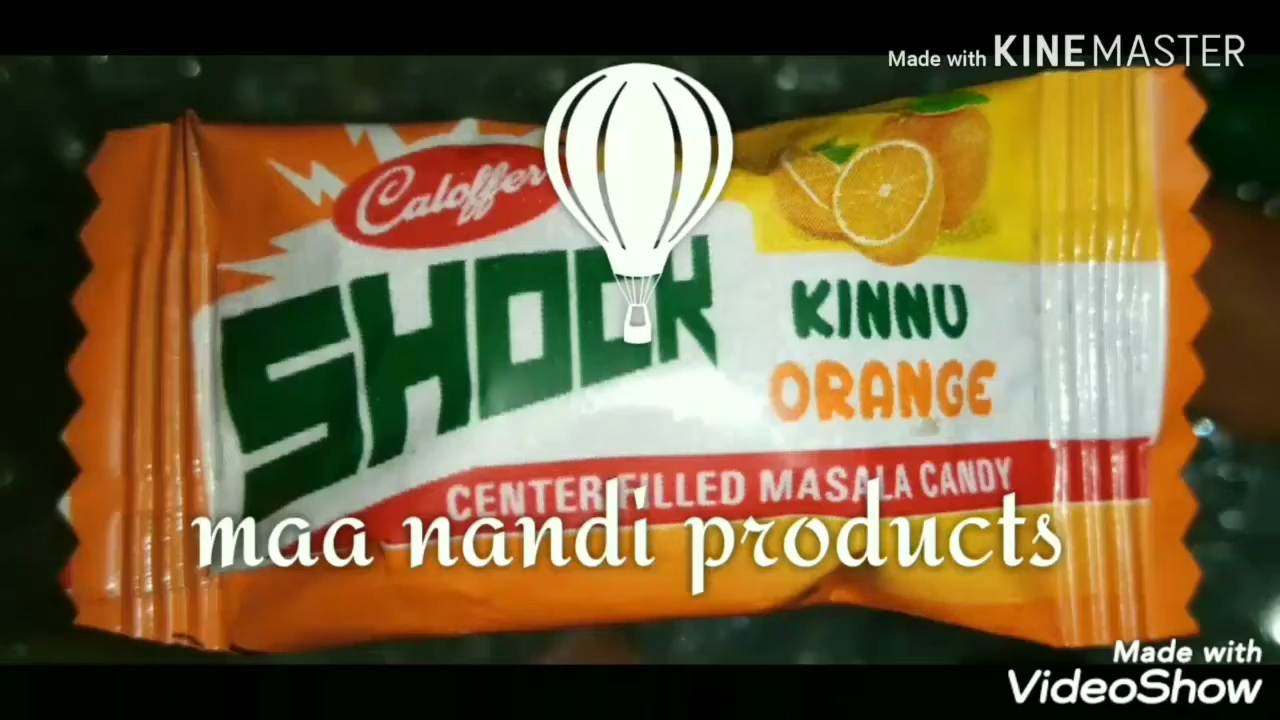 Made with KINEMASTER
Caloffer
SHOCK
KINNU
ORANGE
CENTER FILLED MASALA CANDY
maa nandi products
Made with
VideoShow